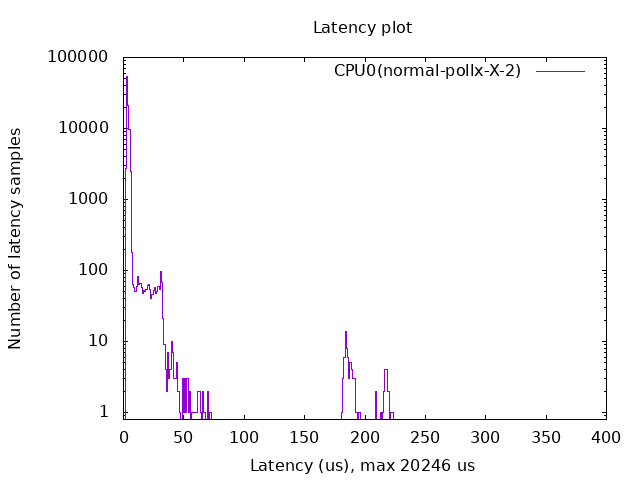 Latency plot
100000
CPU0(normal-pollx-X-2)
10000
1000
100
10
1
Number of latency samples
0 50 100 150 200 250 300 350 400
Latency (us), max 20246 us